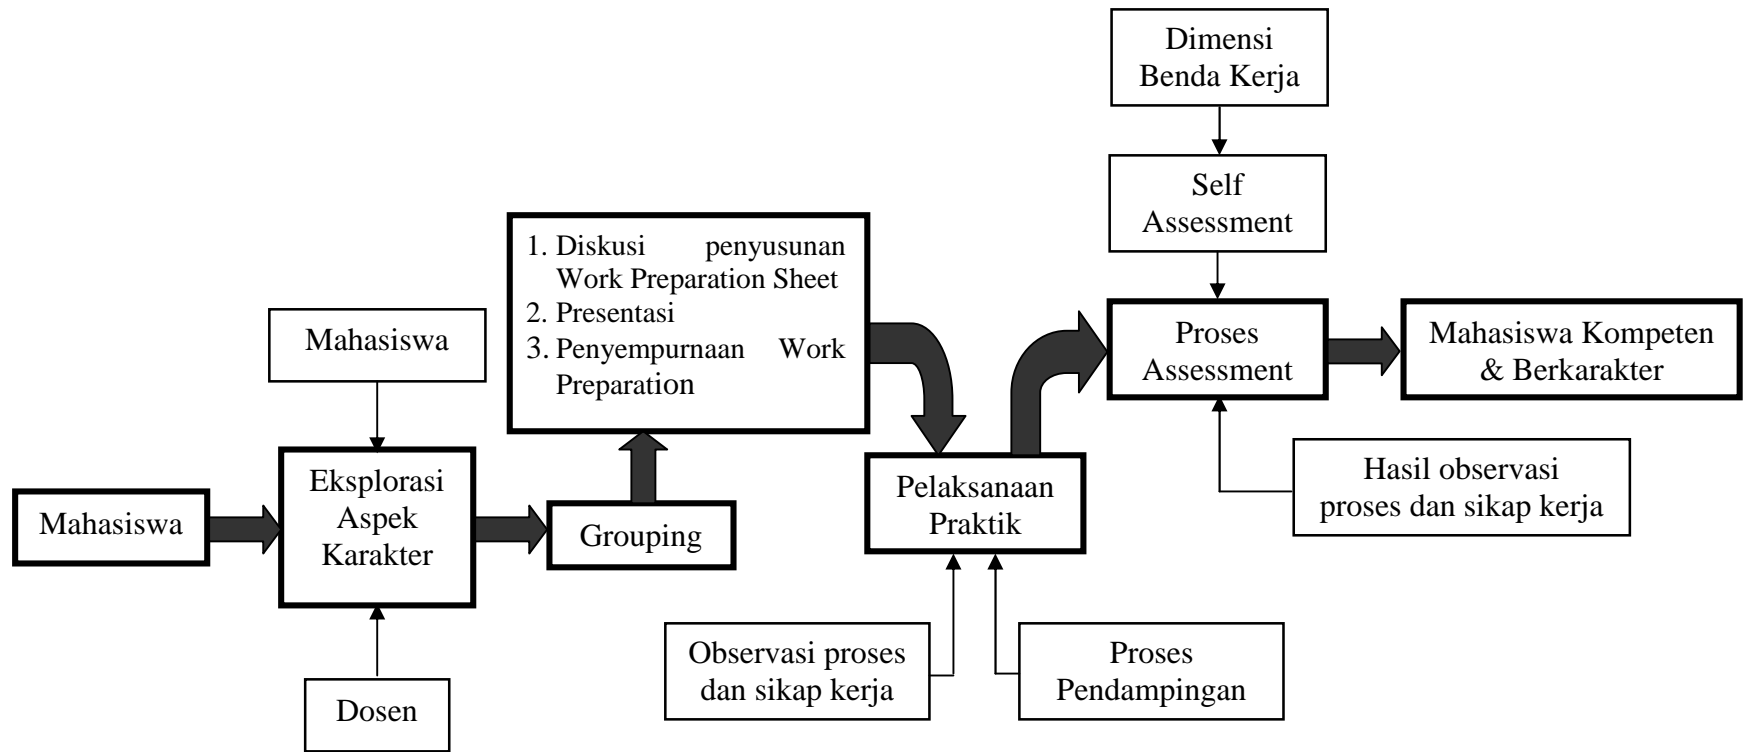 Dimensi
Benda Kerja
Self
Assessment
1. Diskusi penyusunan
Work Preparation Sheet
2. Presentasi
3. Penyempurnaan Work
Preparation
Mahasiswa
Proses
Assessment
Mahasiswa Kompeten
& Berkarakter
Mahasiswa
Eksplorasi
Aspek
Karakter
Grouping
Pelaksanaan
Praktik
Hasil observasi
proses dan sikap kerja
Dosen
Observasi proses
dan sikap kerja
Proses
Pendampingan